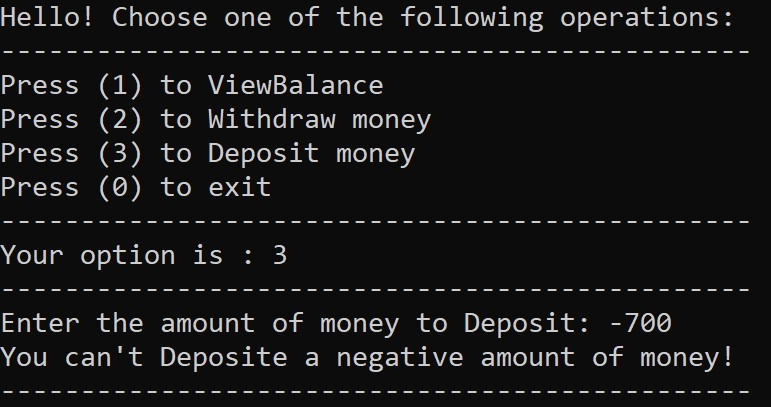 Hello! Choose one of the following operations:
-----------------------------------------------
Press (1) to ViewBalance
Press (2) to Withdraw money
Press (3) to Deposit money
Press (0) to exit
-----------------------------------------------
Your option is : 3
-----------------------------------------------
Enter the amount of money to Deposit: -700
You can't Deposite a negative amount of money!
-----------------------------------------------